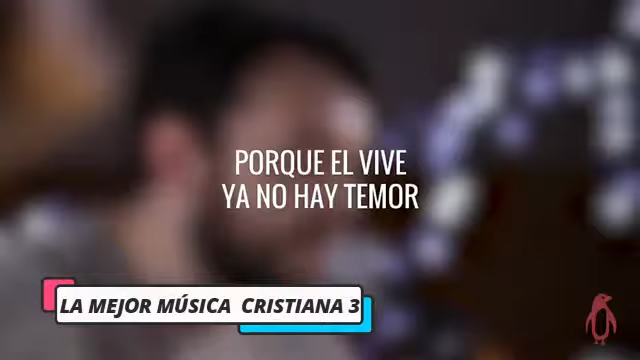 PORQUE EL VIVE
YA NO HAY TEMOR
LA MEJOR MÚSICA CRISTIANA 3